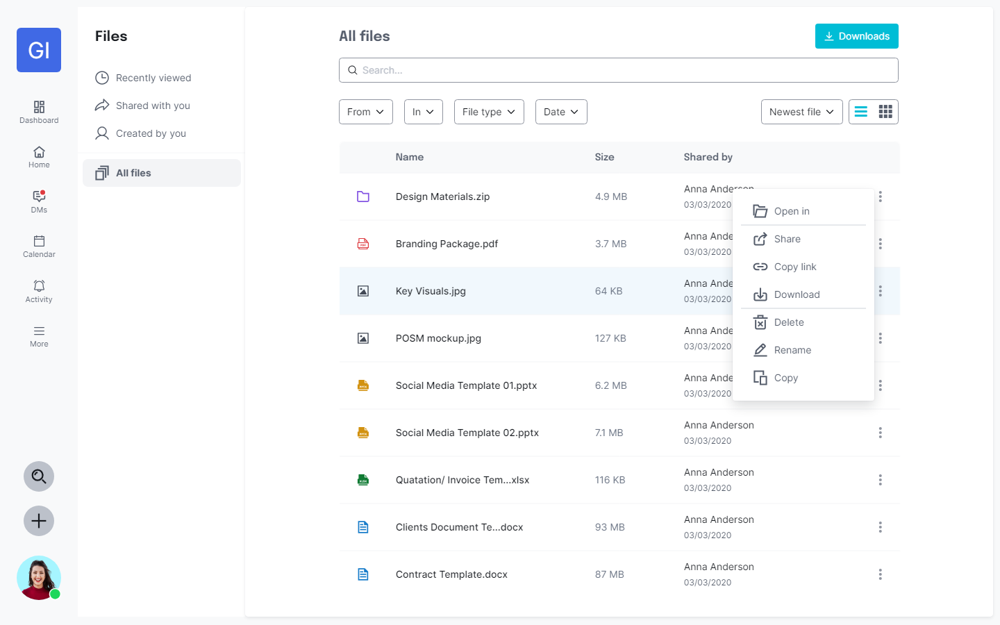 GI
Dashboard
Home
DMs
Calendar
Activity
More
Files
Recently viewed
Shared with you
Created by you
All files
All files
Downloads
Search...
From
In
File type
Date
Newest file
Name Size Shared by
Design Materials.zip 4.9 MB Anna Anderson
03/03/2020
PDF Branding Package.pdf 3.7 MB Anna Ande
03/03/2020
Key Visuals.jpg 64 KB Anna Ande
03/03/2020
POSM mockup.jpg 127 KB Anna Ande
03/03/2020
PPTX Social Media Template 01.pptx 6.2 MB Anna Ande
03/03/2020
PPTX Social Media Template 02.pptx 7.1 MB Anna Anderson
03/03/2020
XLSX Quatation/ Invoice Tem...xlsx 116 KB Anna Anderson
03/03/2020
Clients Document Te...docx 93 MB Anna Anderson
03/03/2020
Contract Template.docx 87 MB Anna Anderson
03/03/2020
Open in
Share
Copy link
Download
Delete
Rename
Copy